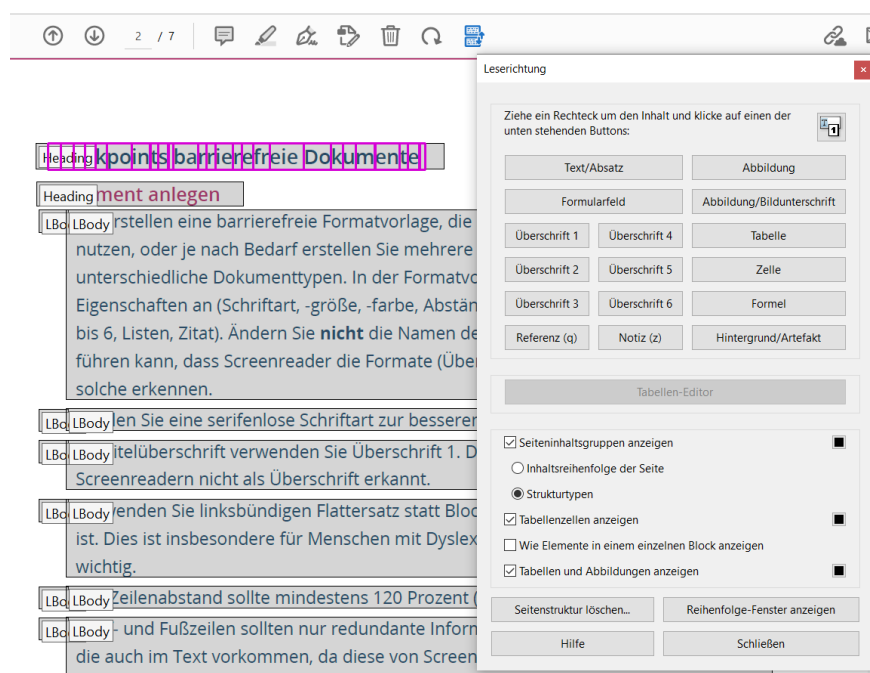 2 / 7
Leserichtung
Ziehe ein Rechteck um den Inhalt und klicke auf einen der
unten stehenden Buttons:
Text/Absatz Abbildung
Formularfeld Abbildung/Bildunterschrift
Überschrift 1 Überschrift 4 Tabelle
Überschrift 2 Überschrift 5 Zelle
Überschrift 3 Überschrift 6 Formel
Referenz (q) Notiz (z) Hintergrund/Artefakt
Tabellen-Editor
Seiteninhaltsgruppen anzeigen
Inhaltsreihenfolge der Seite
Strukturtypen
Tabellenzellen anzeigen
Wie Elemente in einem einzelnen Block anzeigen
Tabellen und Abbildungen anzeigen
Seitenstruktur löschen... Reihenfolge-Fenster anzeigen
Hilfe Schließen
Heading kpoints barrierefreie Dokumente
Heading ment anlegen
LBo LBody rstellen eine barrierefreie Formatvorlage, die
nutzen, oder je nach Bedarf erstellen Sie mehrere
unterschiedliche Dokumenttypen. In der Formatvo
Eigenschaften an (Schriftart, -größe, -farbe, Abstän
bis 6, Listen, Zitat). Ändern Sie nicht die Namen de
führen kann, dass Screenreader die Formate (Über
solche erkennen.
LBo LBody len Sie eine serifenlose Schriftart zur besseren
LBo LBody itelüberschrift verwenden Sie Überschrift 1. D
Screenreadern nicht als Überschrift erkannt.
LBo LBody venden Sie linksbündigen Flattersatz statt Bloc
ist. Dies ist insbesondere für Menschen mit Dyslex
wichtig.
LBo LBody Zeilenabstand sollte mindestens 120 Prozent (
LBo LBody - und Fußzeilen sollten nur redundante Inform
die auch im Text vorkommen, da diese von Screen